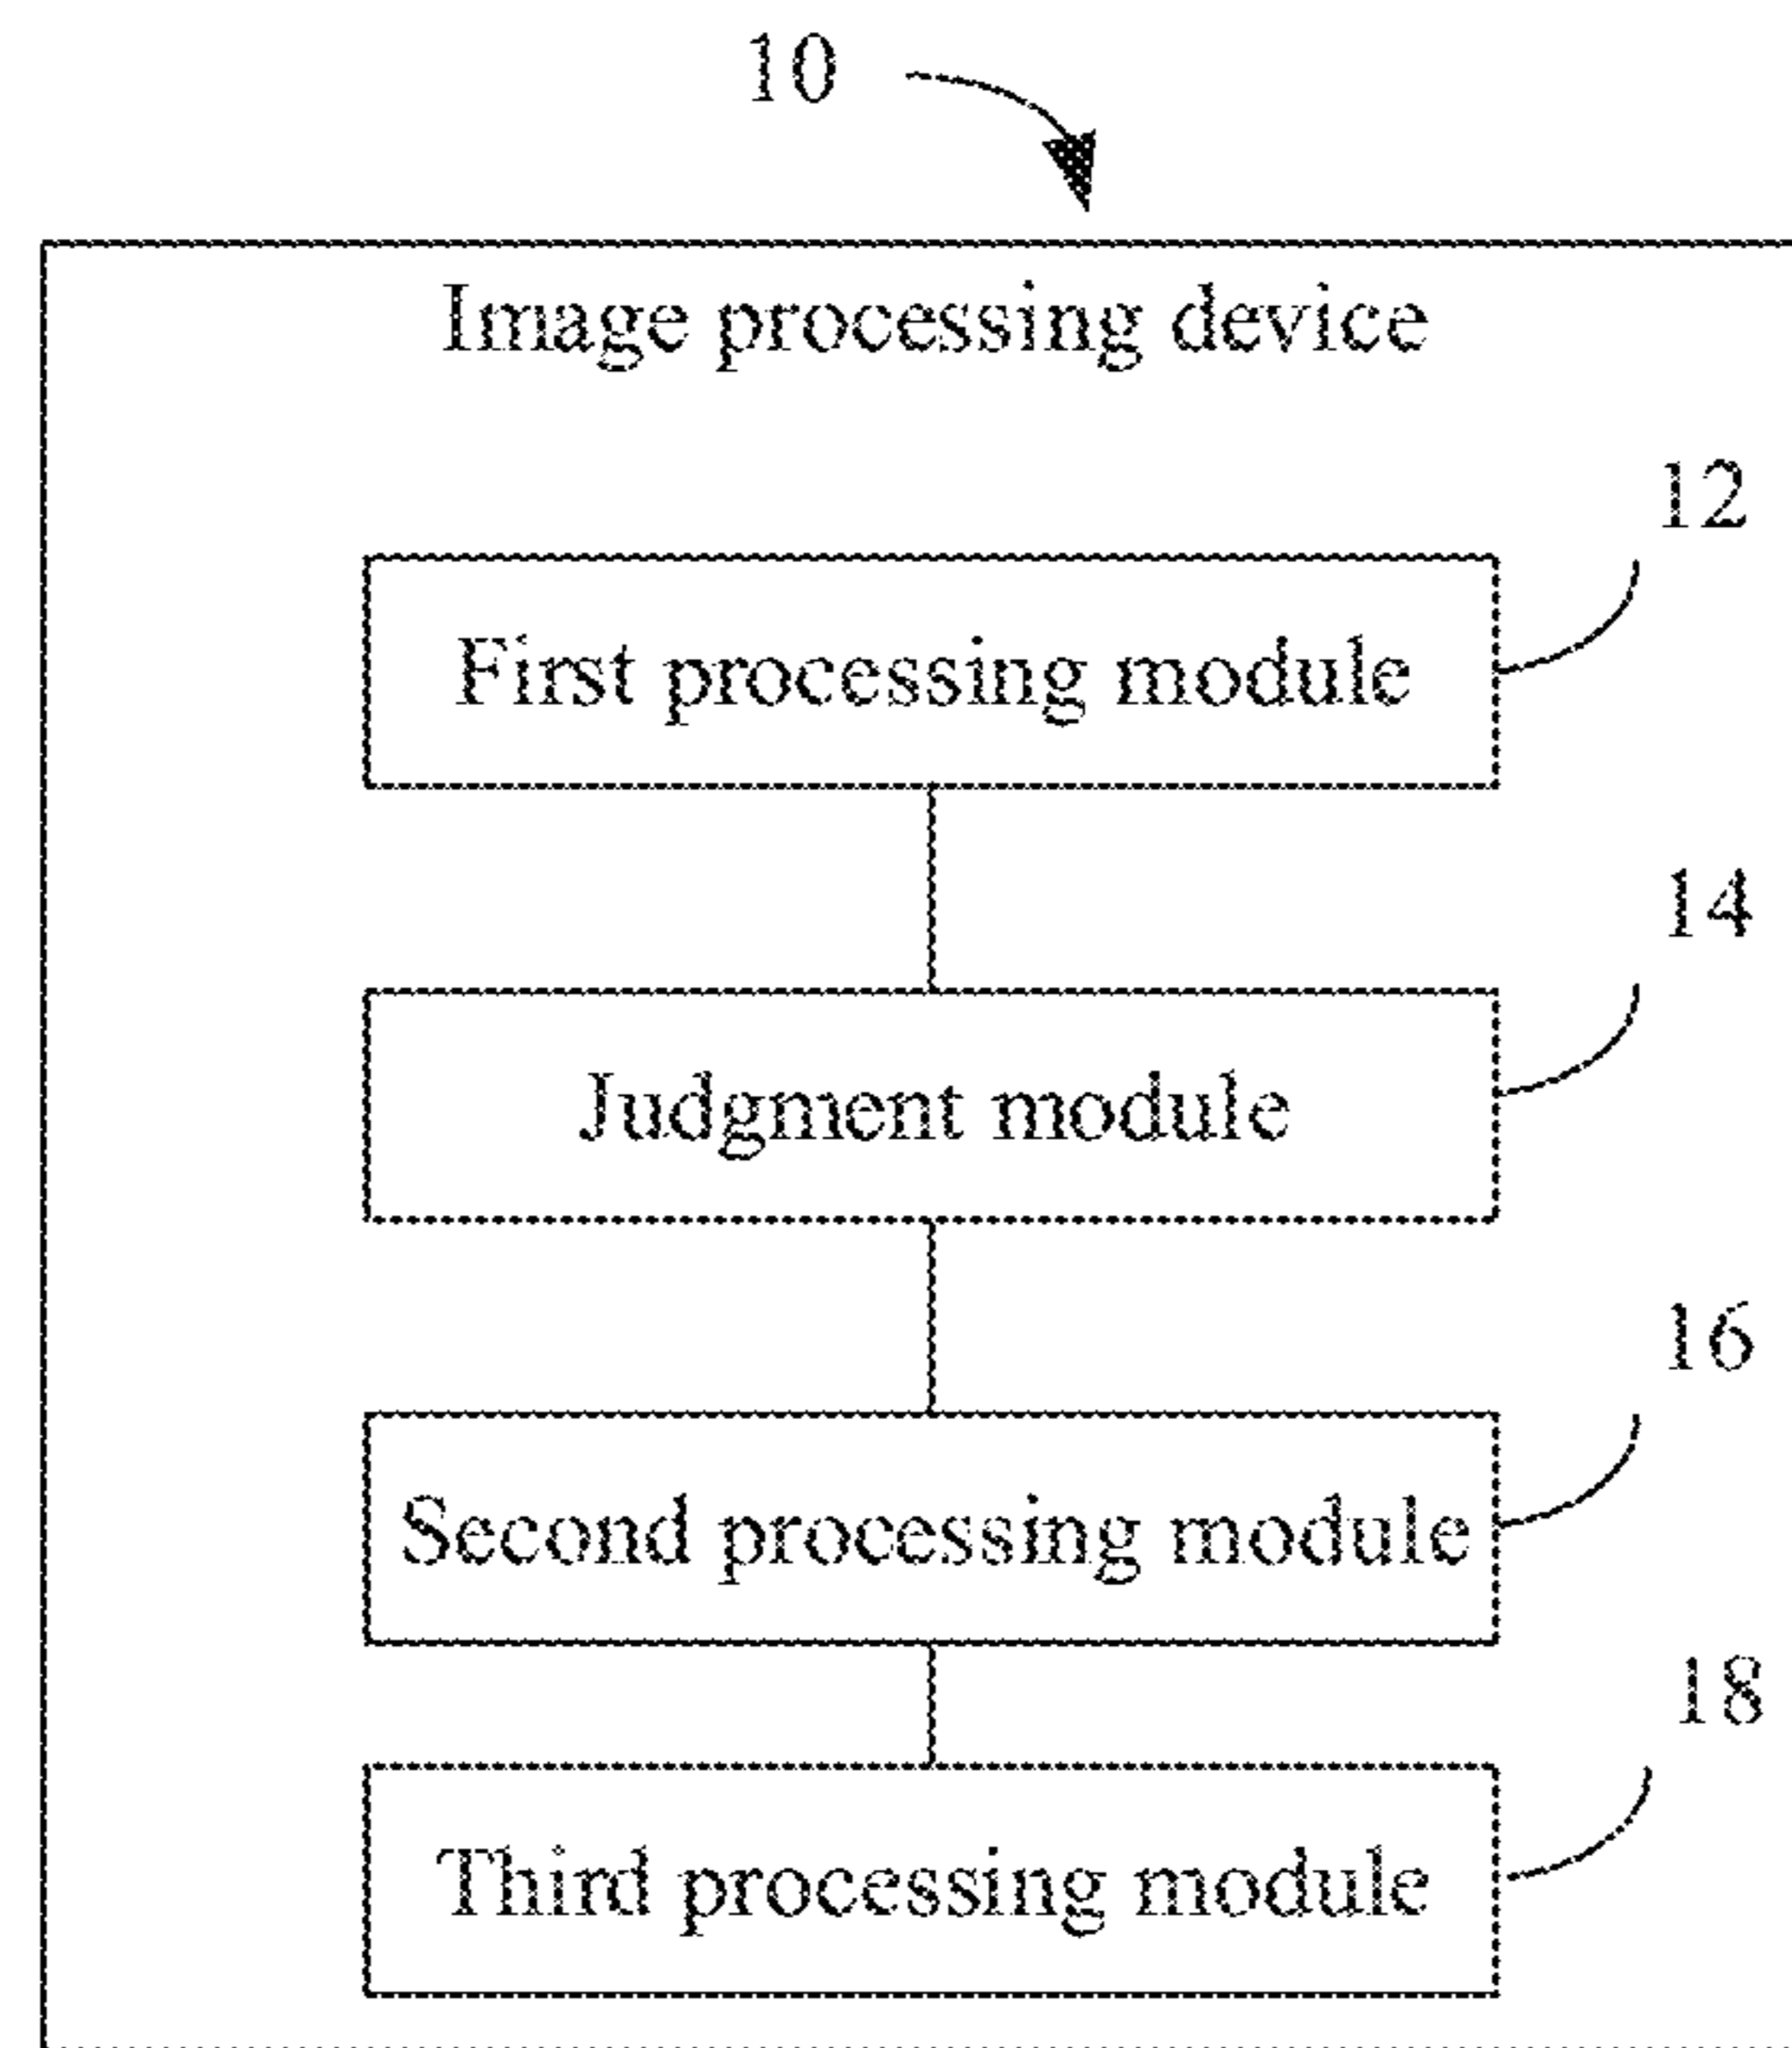 10
Image processing device
12
First processing module
14
Judgment module
16
Second processing module
18
Third processing module